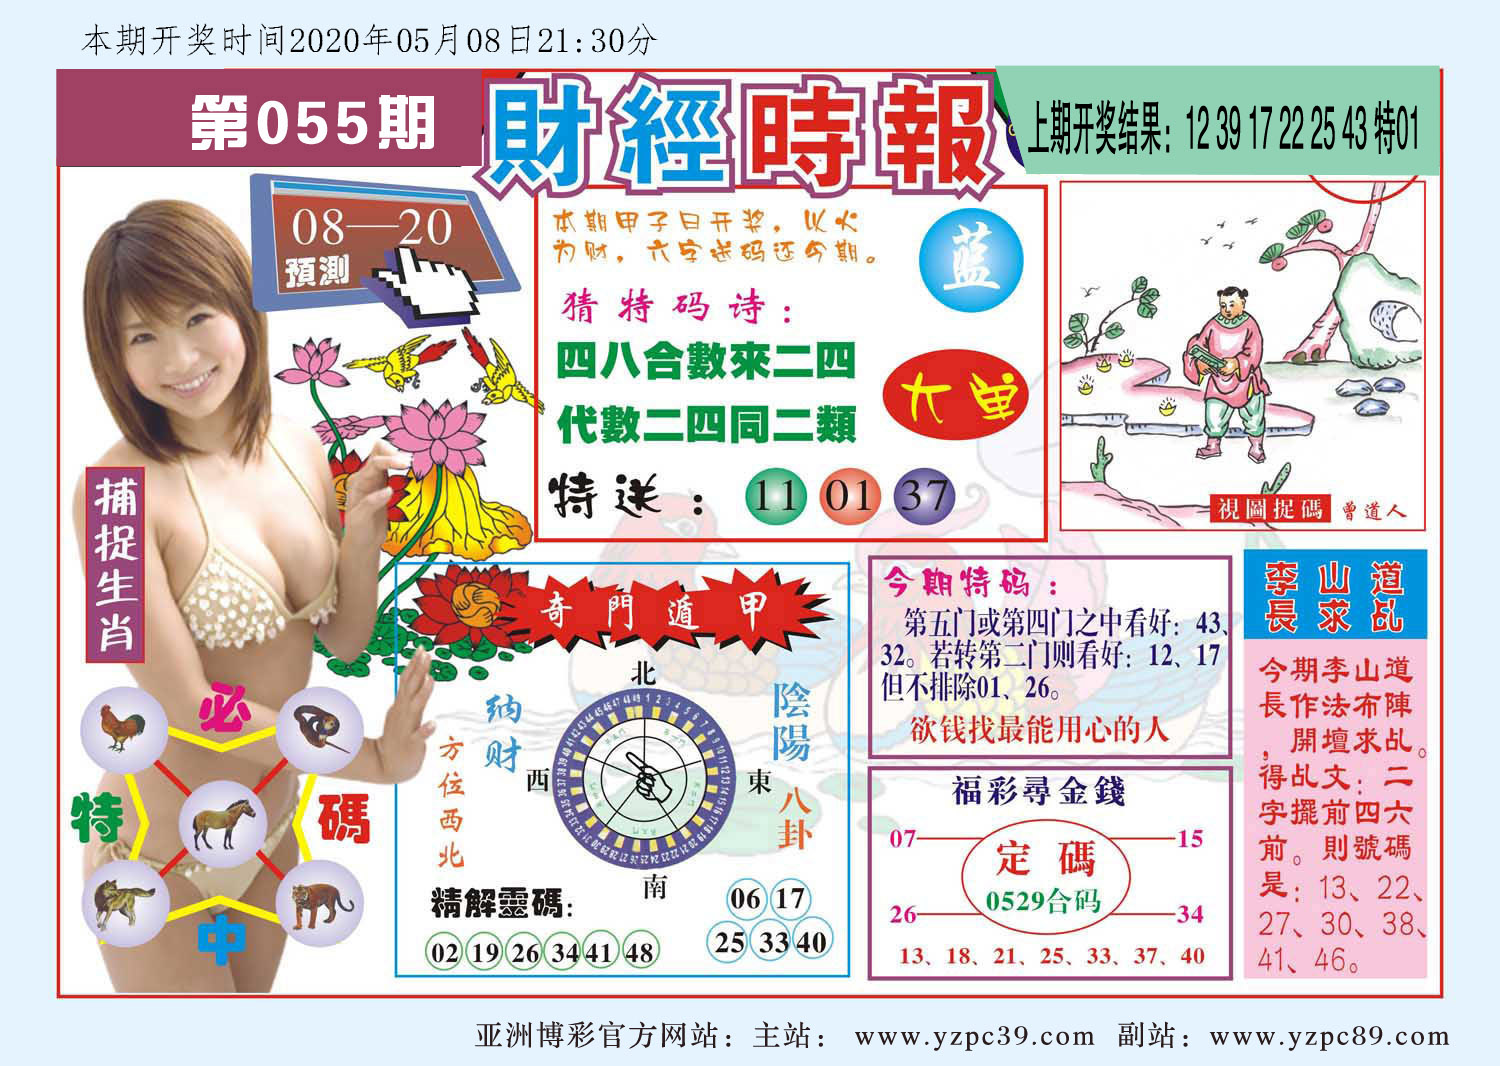 本期开奖时间2020年05月08日21:30分
第055期
財經時報
上期开奖结果：12 39 17 22 25 43 特01
08—20
預測
本期甲子日开奖，以火
为财，六字送码还今期。
蓝
猜特码诗：
四八合數來二四
代數二四同二類
大单
特送：11 01 37
視圖捉碼 曾道人
捕捉生肖
必
特 碼
中
奇門遁甲
纳财
方位西北
北
西 東
南
陰陽八卦
精解靈碼：
02 19 26 34 41 48
06 17
25 33 40
今期特码：
第五门或第四门之中看好：43、
32。若转第二门则看好：12、17
但不排除01、26。
欲钱找最能用心的人
福彩尋金錢
07 15
定碼
0529合码
26 34
13、18、21、25、33、37、40
李山道
長求乩
今期李山道
長作法布陳
，開壇求乩。
得乩文：二
字擺前四六
前。則號碼
是：13、22、
27、30、38、
41、46。
亚洲博彩官方网站：主站： www.yzpc39.com 副站：www.yzpc89.com